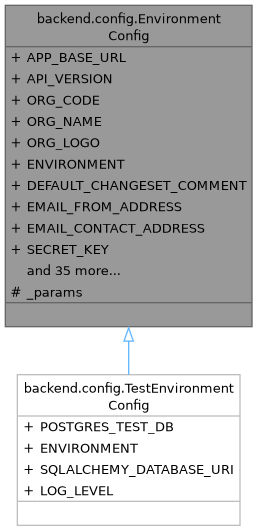 backend.config.Environment
Config
+ APP_BASE_URL
+ API_VERSION
+ ORG_CODE
+ ORG_NAME
+ ORG_LOGO
+ ENVIRONMENT
+ DEFAULT_CHANGESET_COMMENT
+ EMAIL_FROM_ADDRESS
+ EMAIL_CONTACT_ADDRESS
+ SECRET_KEY
and 35 more...
# _params
backend.config.TestEnvironment
Config
+ POSTGRES_TEST_DB
+ ENVIRONMENT
+ SQLALCHEMY_DATABASE_URI
+ LOG_LEVEL